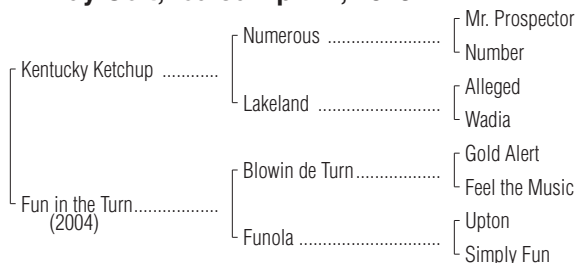 Mr. Prospector
Numerous
Number
Kentucky Ketchup
Alleged
Lakeland
Wadia
Gold Alert
Blowin de Turn
Feel the Music
Fun in the Turn
(2004)
Upton
Funola
Simply Fun